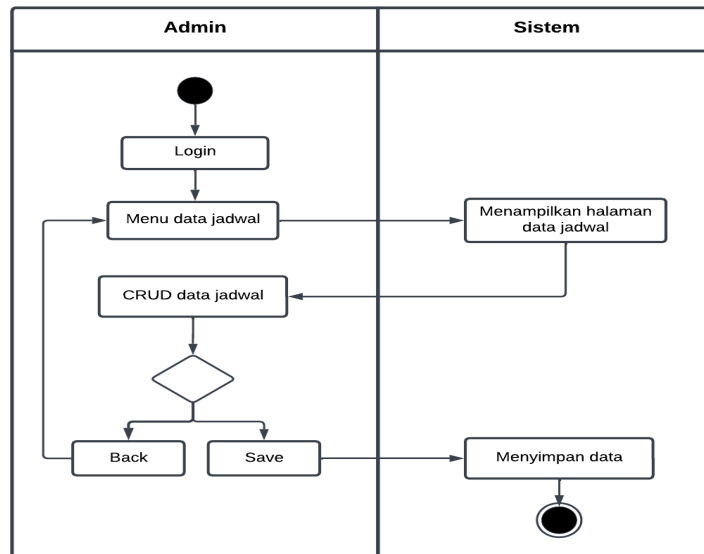 Admin
Sistem
Login
Menu data jadwal
Menampilkan halaman
data jadwal
CRUD data jadwal
Back
Save
Menyimpan data